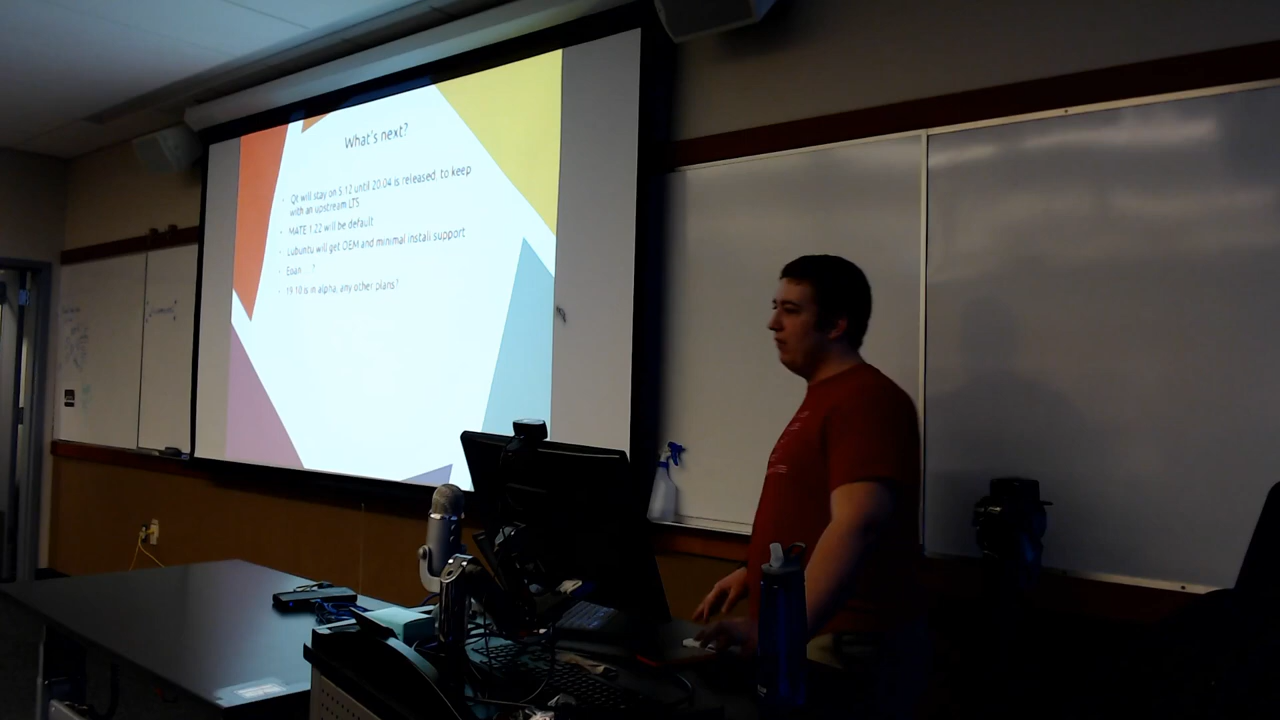 What's next?
Qt will stay on 5.12 until 20.04 is released, to keep
with an upstream LTS
MATE 1.22 will be default
Lubuntu will get OEM and minimal install support
Eoan ...?
19.10 is in alpha, any other plans?